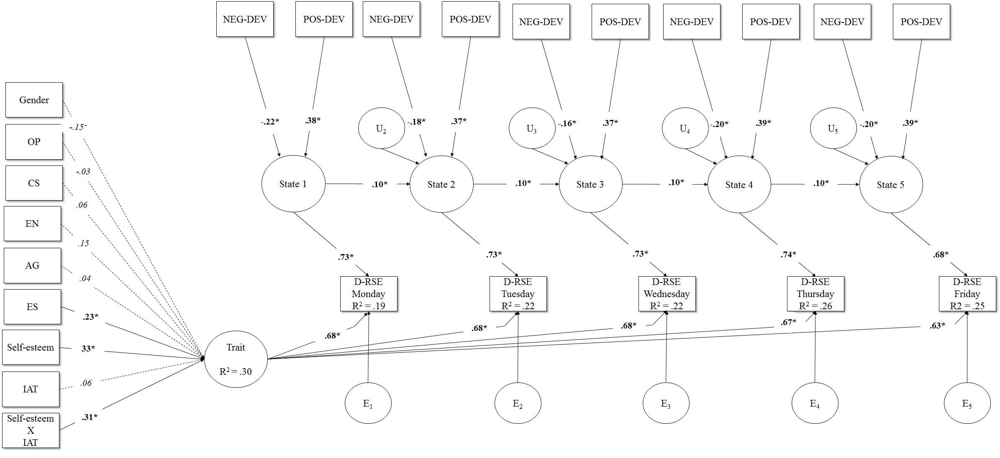 NEG-DEV
POS-DEV
NEG-DEV
POS-DEV
NEG-DEV
POS-DEV
NEG-DEV
POS-DEV
NEG-DEV
POS-DEV
Gender
OP
CS
EN
AG
ES
Self-esteem
IAT
Self-esteem
X
IAT
-.15⁺
-.03
.06
.15
.04
.23*
33*
.06
.31*
-.22*
.38*
U₂
-.18*
.37*
U₃
-.16*
.37*
U₄
-.20*
.39*
U₅
-.20*
.39*
State 1
.10*
State 2
.10*
State 3
.10*
State 4
.10*
State 5
.73*
.73*
.73*
.74*
.68*
D-RSE
Monday
R² = .19
D-RSE
Tuesday
R² = .22
D-RSE
Wednesday
R² = .22
D-RSE
Thursday
R² = .26
D-RSE
Friday
R2 = .25
.68*
.68*
.68*
.67*
.63*
Trait
R² = .30
E₁
E₂
E₃
E₄
E₅